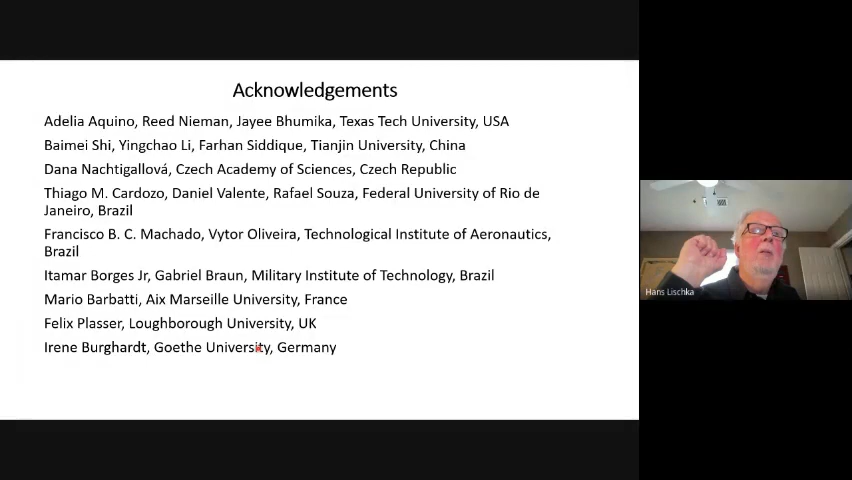 Acknowledgements
Adelia Aquino, Reed Nieman, Jayee Bhumika, Texas Tech University, USA
Baimei Shi, Yingchao Li, Farhan Siddique, Tianjin University, China
Dana Nachtigallová, Czech Academy of Sciences, Czech Republic
Thiago M. Cardozo, Daniel Valente, Rafael Souza, Federal University of Rio de
Janeiro, Brazil
Francisco B. C. Machado, Vytor Oliveira, Technological Institute of Aeronautics,
Brazil
Itamar Borges Jr, Gabriel Braun, Military Institute of Technology, Brazil
Mario Barbatti, Aix Marseille University, France
Felix Plasser, Loughborough University, UK
Irene Burghardt, Goethe University, Germany
Hans Lischka